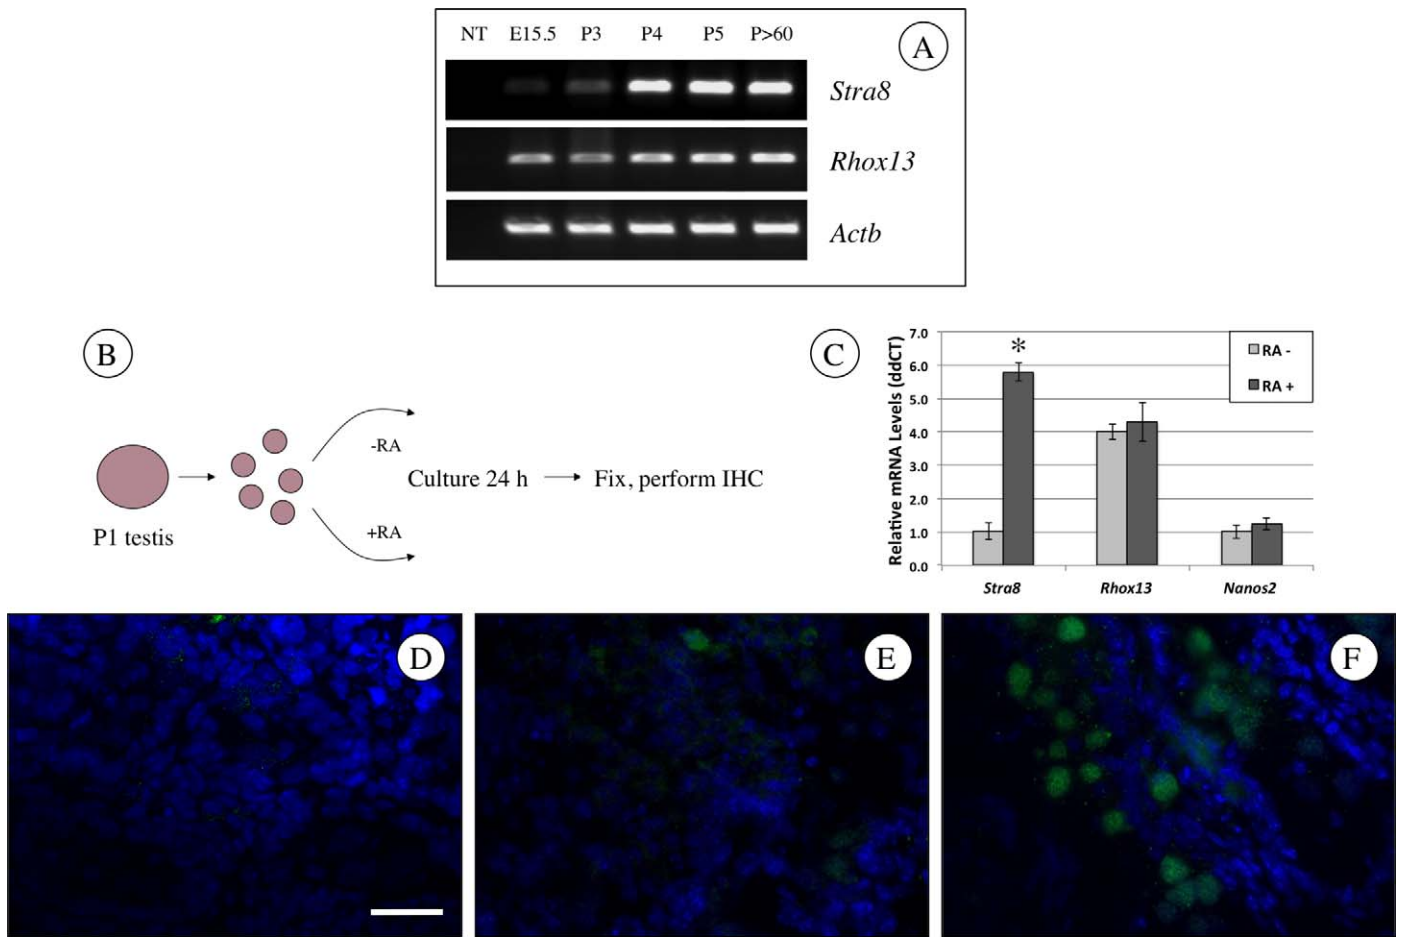 NT E15.5 P3 P4 P5 P>60
A
Stra8
Rhox13
Actb
B
-RA
Culture 24 h
Fix, perform IHC
+RA
P1 testis
C
Relative mRNA Levels (ddCT)
7.0
6.0
5.0
4.0
3.0
2.0
1.0
0.0
*
RA -
RA +
Stra8 Rhox13 Nanos2
D
E
F